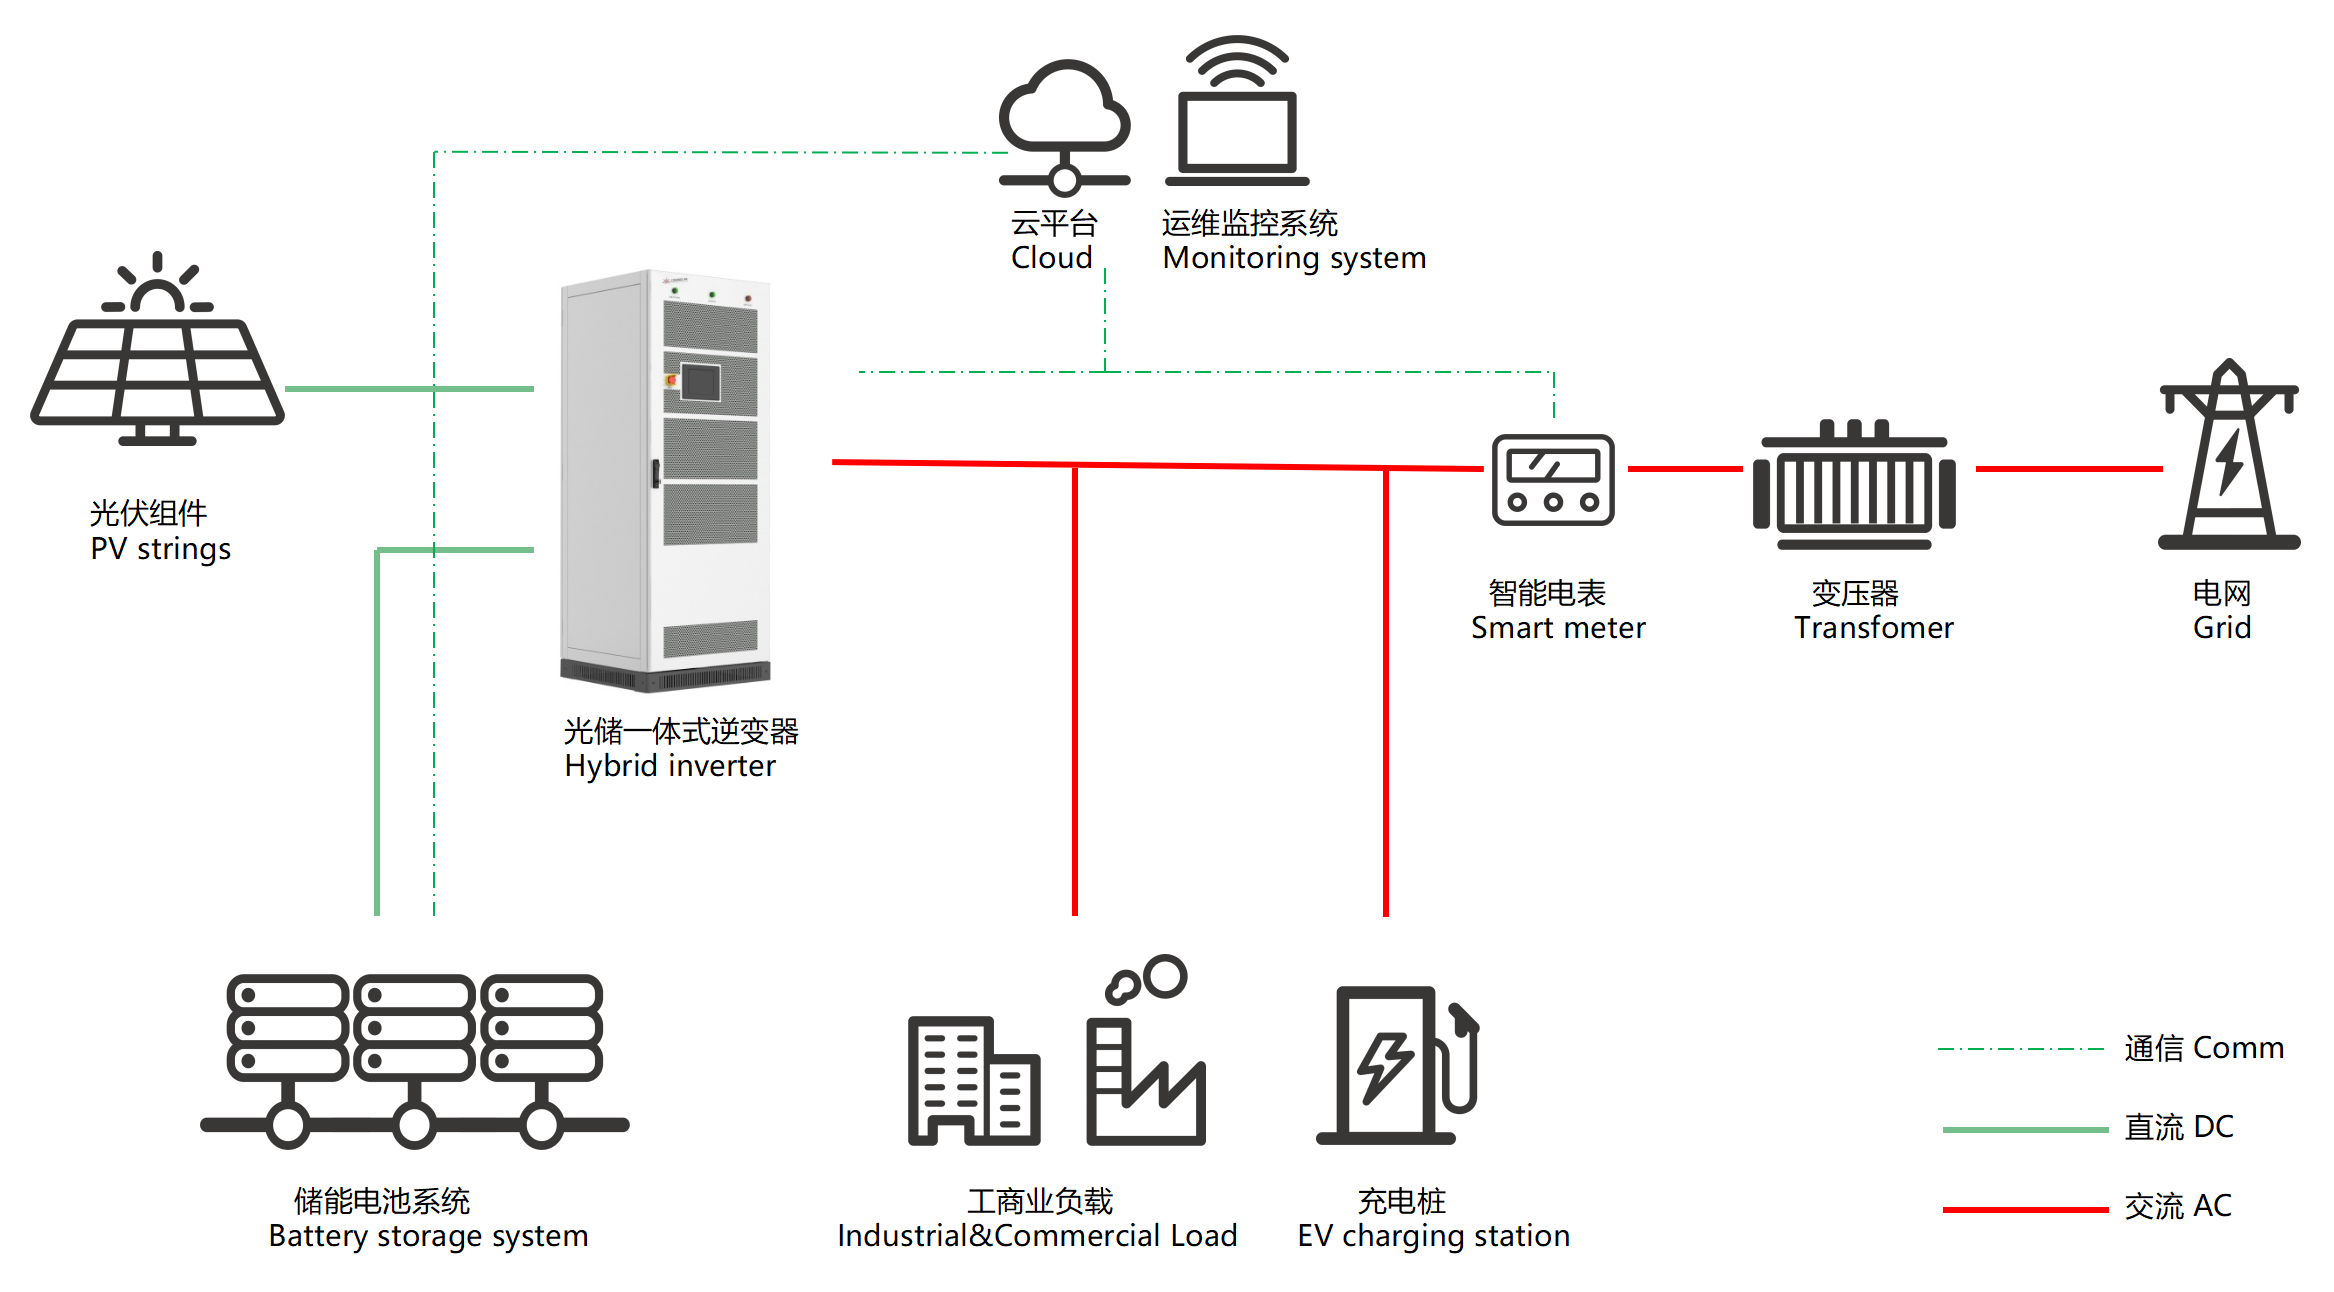 云平台
Cloud
运维监控系统
Monitoring system
光伏组件
PV strings
光储一体式逆变器
Hybrid inverter
智能电表
Smart meter
变压器
Transfomer
电网
Grid
储能电池系统
Battery storage system
工商业负载
Industrial&Commercial Load
充电桩
EV charging station
通信 Comm
直流 DC
交流 AC